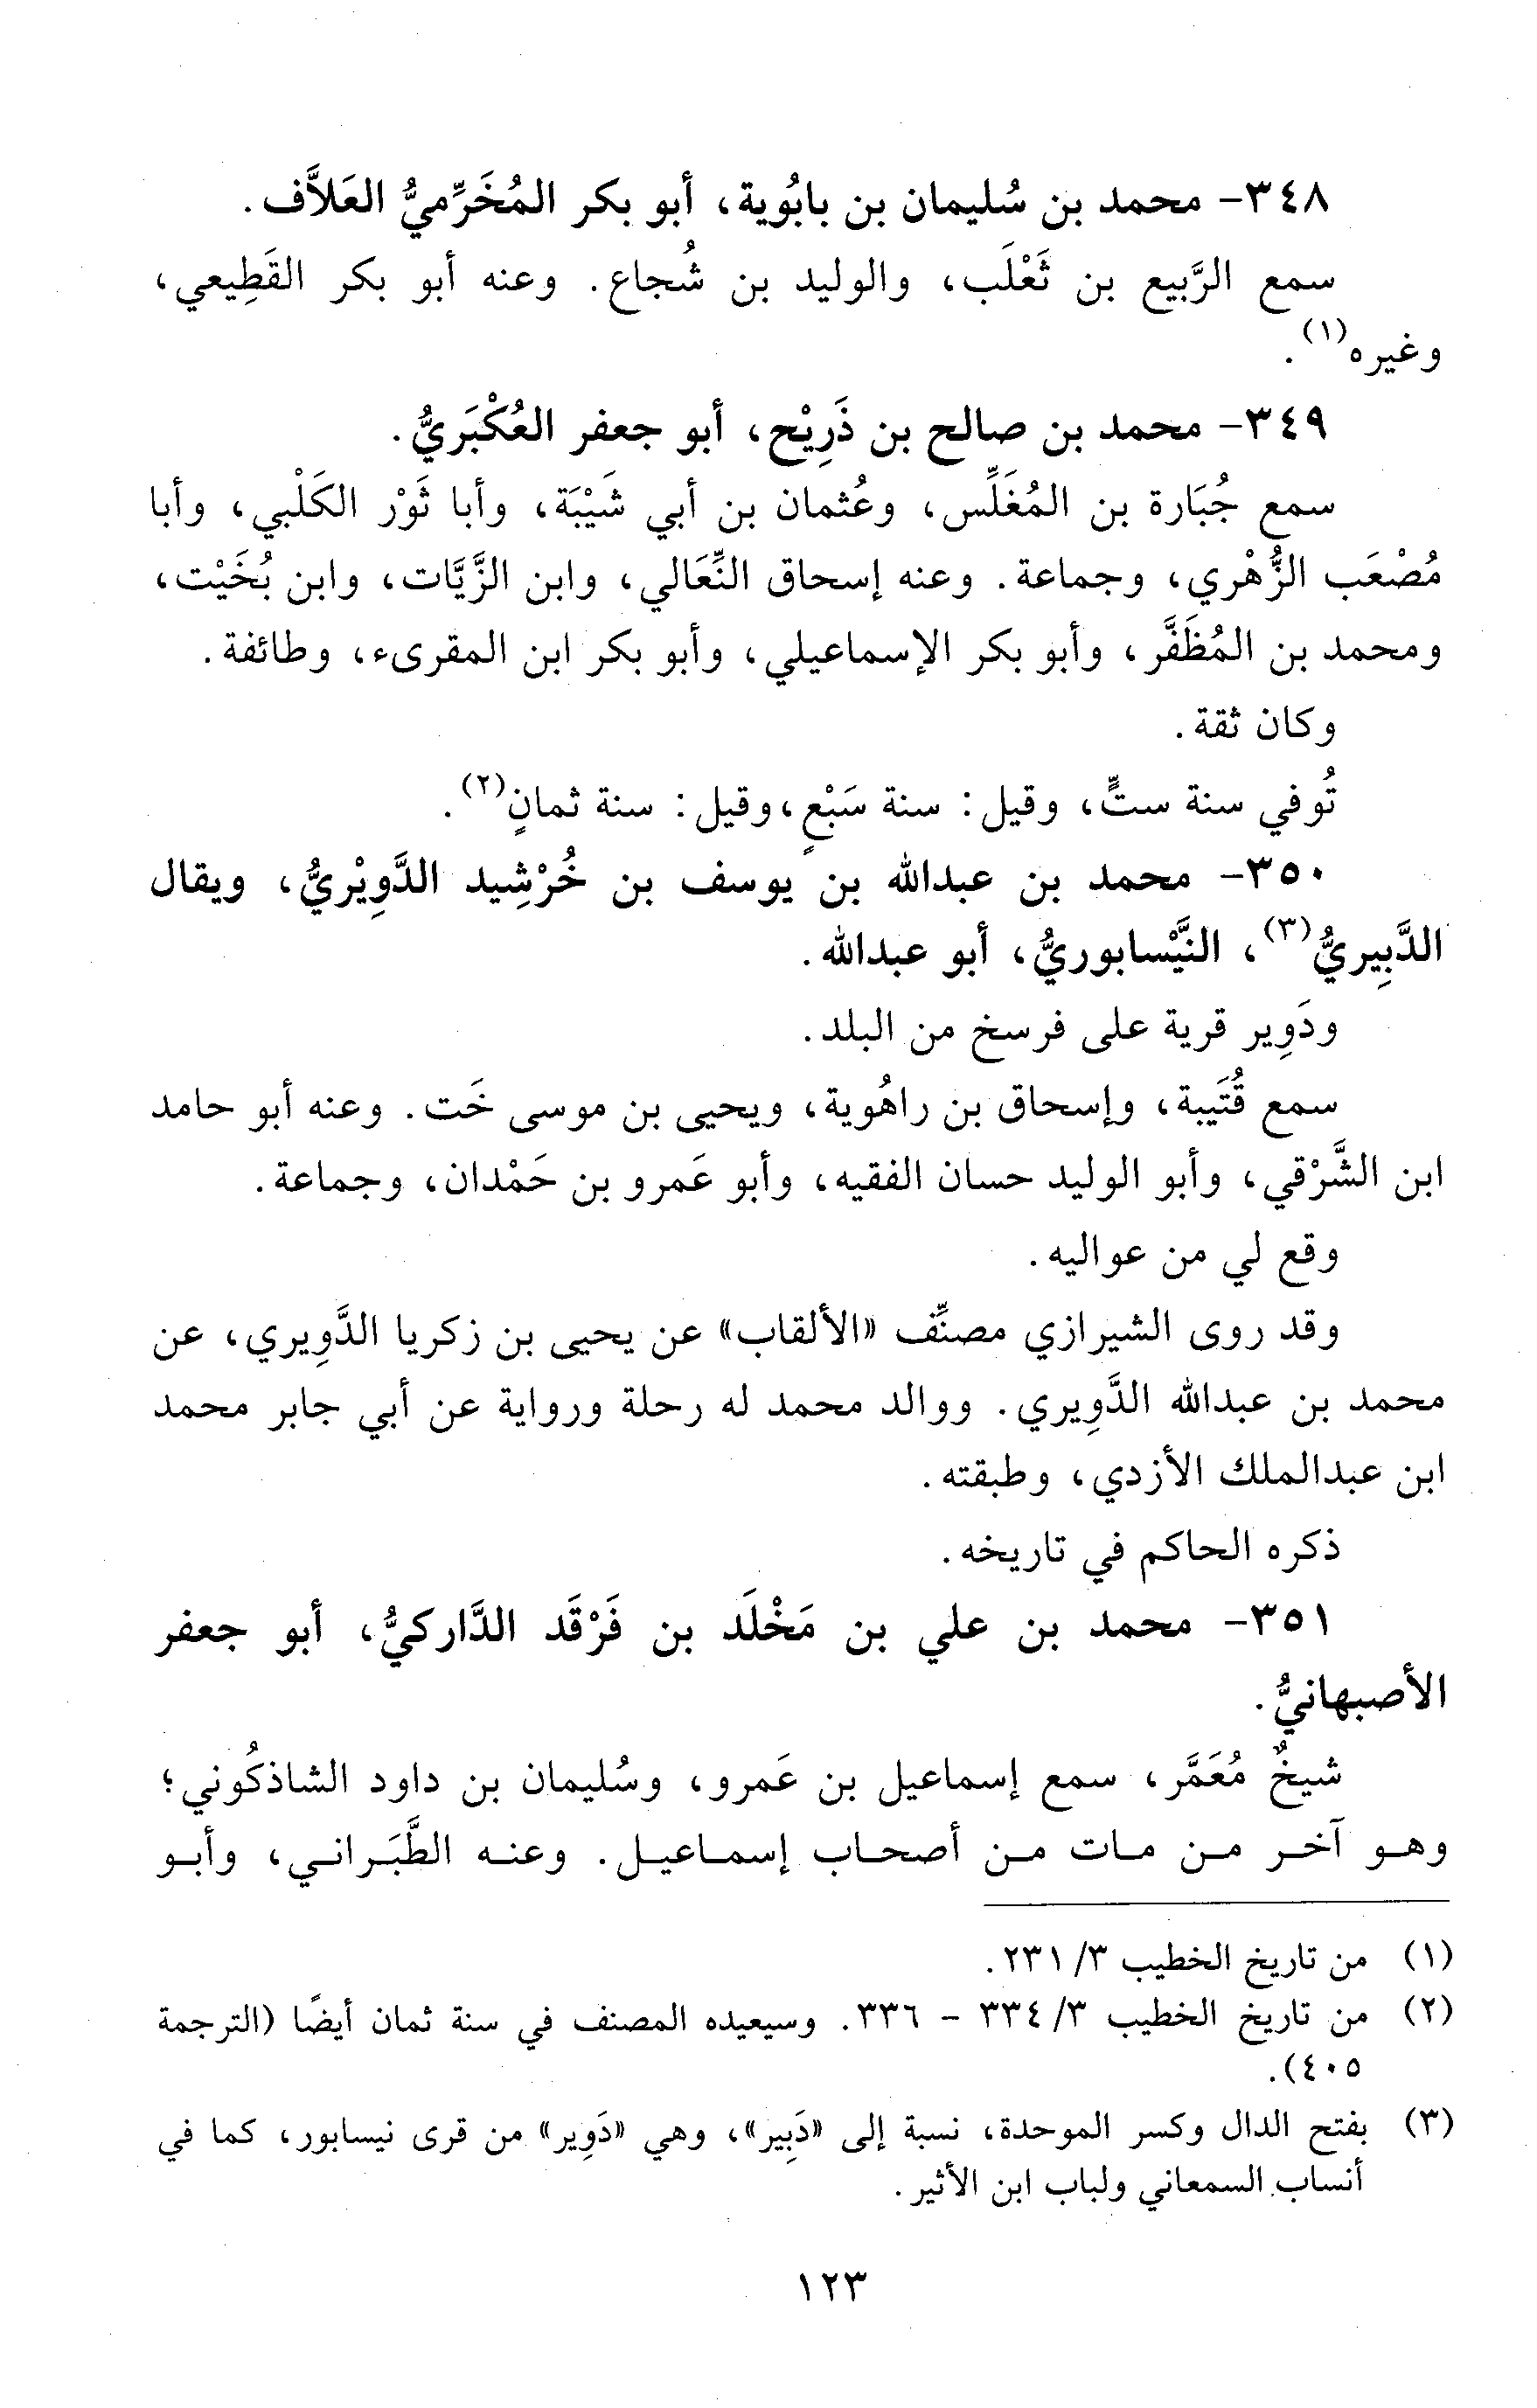 ٣٤٨- محمد بن سُليمان بن بابُوية، أبو بكر المُخَرِّميُّ العَلاَّف.
سمع الرَّبيع بن ثَعْلَب، والوليد بن شُجاع. وعنه أبو بكر القَطِيعي،
وغيره(١).
٣٤٩- محمد بن صالح بن ذَرِيْح، أبو جعفر العُكْبَريُّ.
سمع جُبَارة بن المُغَلِّس، وعُثمان بن أبي شَيْبَة، وأبا ثَوْر الكَلْبي، وأبا
مُصْعَب الزُّهْري، وجماعة. وعنه إسحاق النِّعَالي، وابن الزَّيَّات، وابن بُخَيْت،
ومحمد بن المُظَفَّر، وأبو بكر الإسماعيلي، وأبو بكر ابن المقرىء، وطائفة.
وكان ثقة.
تُوفي سنة ستٍّ، وقيل: سنة سَبْعٍ، وقيل: سنة ثمانٍ(٢).
٣٥٠- محمد بن عبدالله بن يوسف بن خُرْشِيد الدَّوِيْريُّ، ويقال
الدَّبِيريُّ(٣)، النَّيْسابوريُّ، أبو عبدالله.
ودَوِير قرية على فرسخ من البلد.
سمع قُتَيبة، وإسحاق بن راهُوية، ويحيى بن موسى خَت. وعنه أبو حامد
ابن الشَّرْقي، وأبو الوليد حسان الفقيه، وأبو عَمرو بن حَمْدان، وجماعة.
وقع لي من عواليه.
وقد روى الشيرازي مصنِّف «الألقاب» عن يحيى بن زكريا الدَّوِيري، عن
محمد بن عبدالله الدَّوِيري. ووالد محمد له رحلة ورواية عن أبي جابر محمد
ابن عبدالملك الأزدي، وطبقته.
ذكره الحاكم في تاريخه.
٣٥١- محمد بن علي بن مَخْلَد بن فَرْقَد الدَّاركيُّ، أبو جعفر
الأصبهانيُّ.
شيخٌ مُعَمَّر، سمع إسماعيل بن عَمرو، وسُليمان بن داود الشاذكُوني؛
وهو آخر من مات من أصحاب إسماعيل. وعنه الطَّبَراني، وأبو
(١) من تاريخ الخطيب ٣/ ٢٣١.
(٢) من تاريخ الخطيب ٣/ ٣٣٤ - ٣٣٦. وسيعيده المصنف في سنة ثمان أيضًا (الترجمة
٤٠٥).
(٣) بفتح الدال وكسر الموحدة، نسبة إلى «دَبِير»، وهي «دَوِير» من قرى نيسابور، كما في
أنساب السمعاني ولباب ابن الأثير.
١٢٣